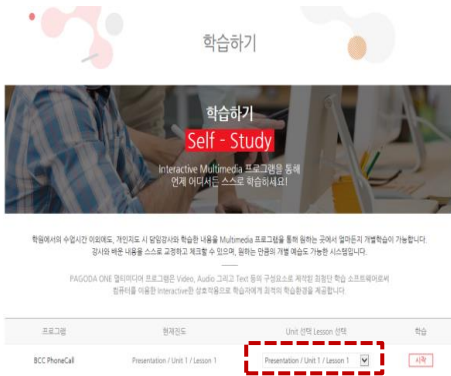 학습하기
학습하기
Self - Study
Interactive Multimedia 프로그램을 통해
언제 어디서든 스스로 학습하세요!
학원에서의 수업시간 이외에도, 개인지도 시 담임강사와 학습한 내용을 Multimedia 프로그램을 통해 원하는 곳에서 얼마든지 개별학습이 가능합니다.
강사와 배운 내용을 스스로 교정하고 체크할 수 있으며, 원하는 만큼의 개별 예습도 가능한 시스템입니다.
PAGODA ONE 멀티미디어 프로그램은 Video, Audio 그리고 Text 등의 구성요소로 제작된 최첨단 학습 소프트웨어로써
컴퓨터를 이용한 Interactive한 상호작용으로 학습자에게 최적의 학습환경을 제공합니다.
프로그램 현재진도 Unit 선택 Lesson 선택 학습
BCC PhoneCall Presentation / Unit 1 / Lesson 1 Presentation / Unit 1 / Lesson 1 시작